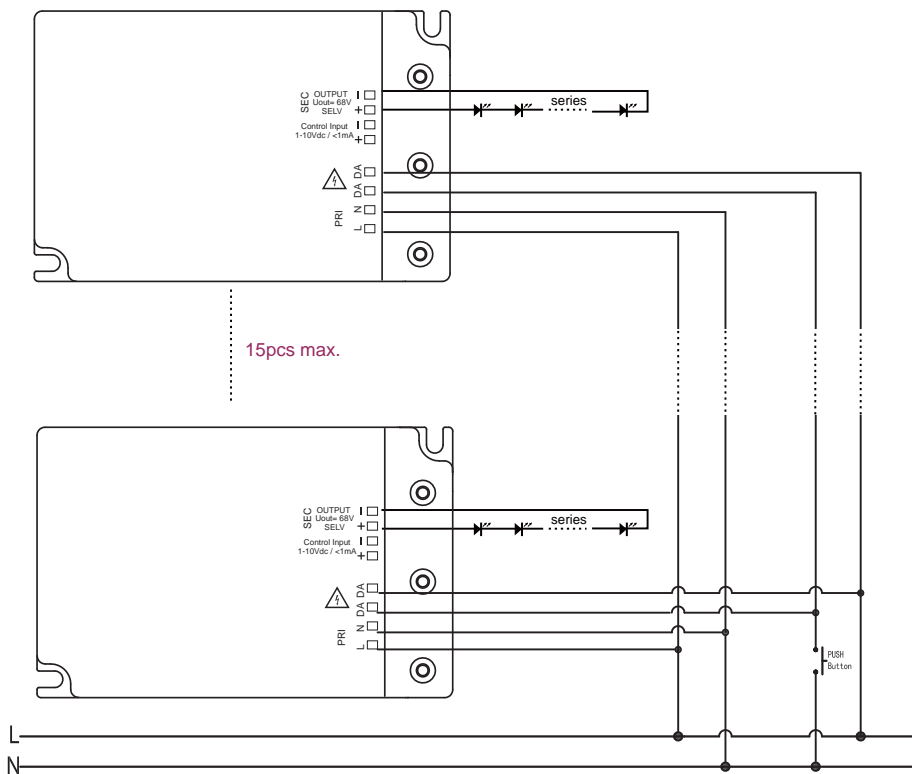 SEC
OUTPUT
Uout= 68V
SELV
-
+
series
Control Input
1-10Vdc / <1mA
-
+
PRI
DA
DA
N
L
15pcs max.
SEC
OUTPUT
Uout= 68V
SELV
-
+
series
Control Input
1-10Vdc / <1mA
-
+
PRI
DA
DA
N
L
PUSH
Button
L
N